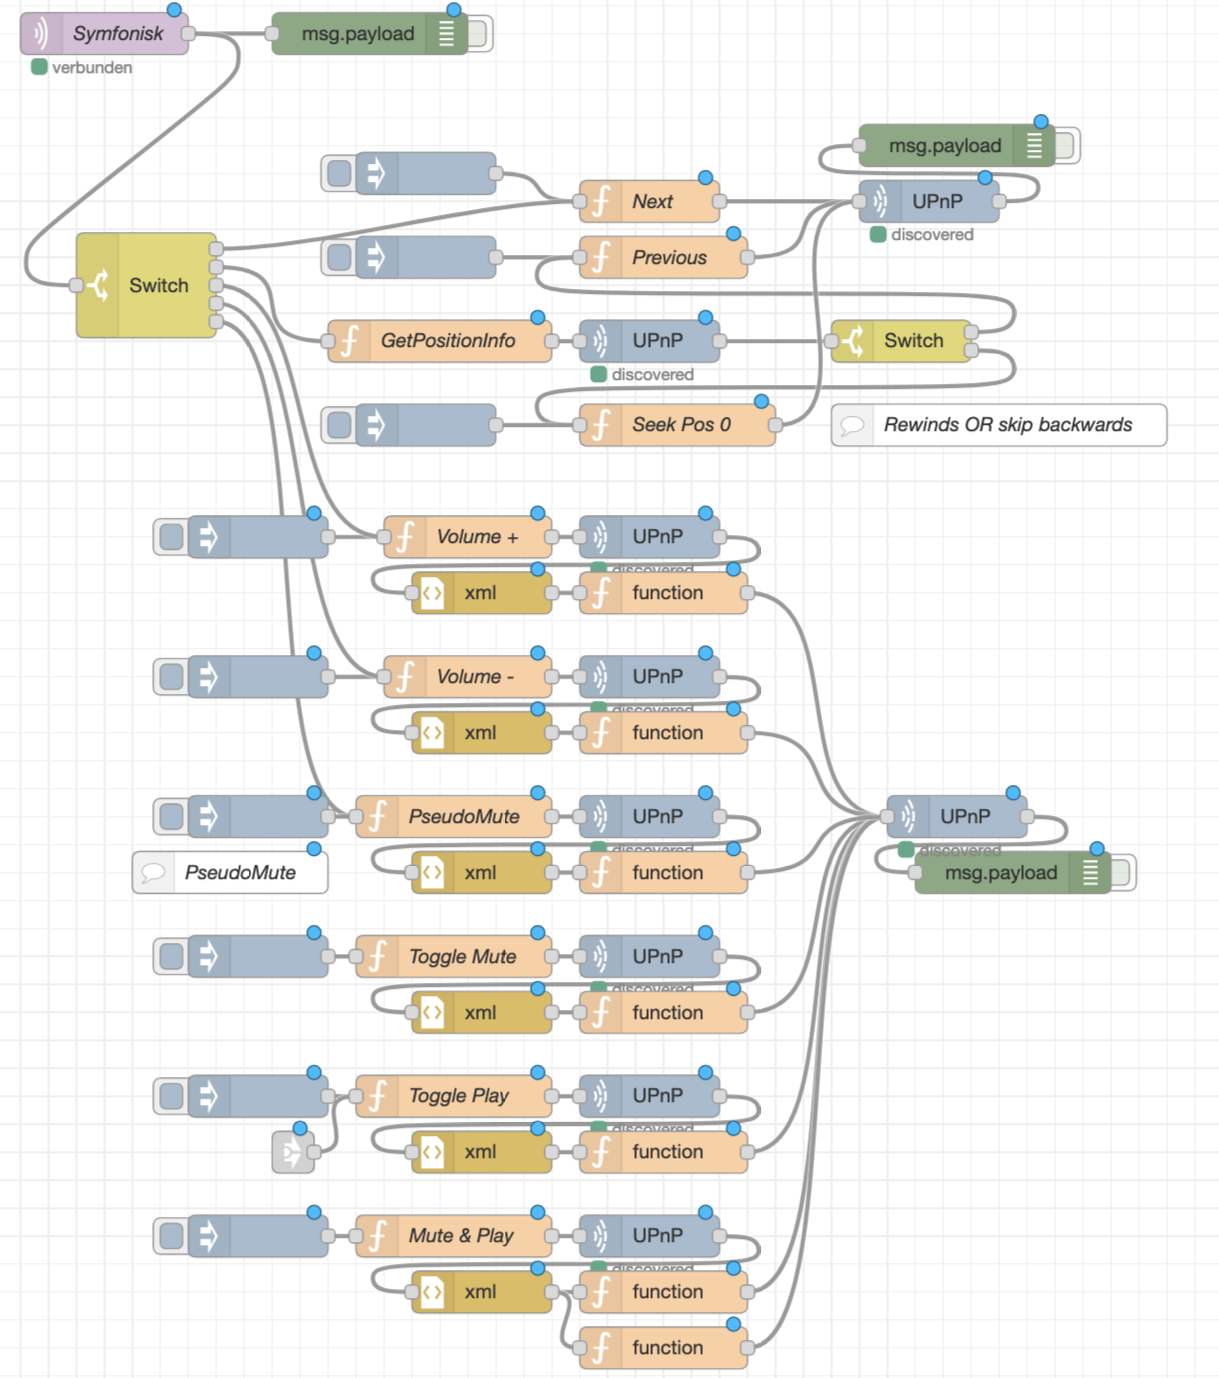 Symfonisk
msg.payload
verbunden
msg.payload
Next
UPnP
discovered
Previous
Switch
GetPositionInfo
UPnP
Switch
discovered
Seek Pos 0
Rewinds OR skip backwards
Volume +
UPnP
discovered
xml
function
Volume -
UPnP
discovered
xml
function
PseudoMute
UPnP
UPnP
discovered
discovered
PseudoMute
xml
function
msg.payload
Toggle Mute
UPnP
discovered
xml
function
Toggle Play
UPnP
discovered
xml
function
Mute & Play
UPnP
discovered
xml
function
function